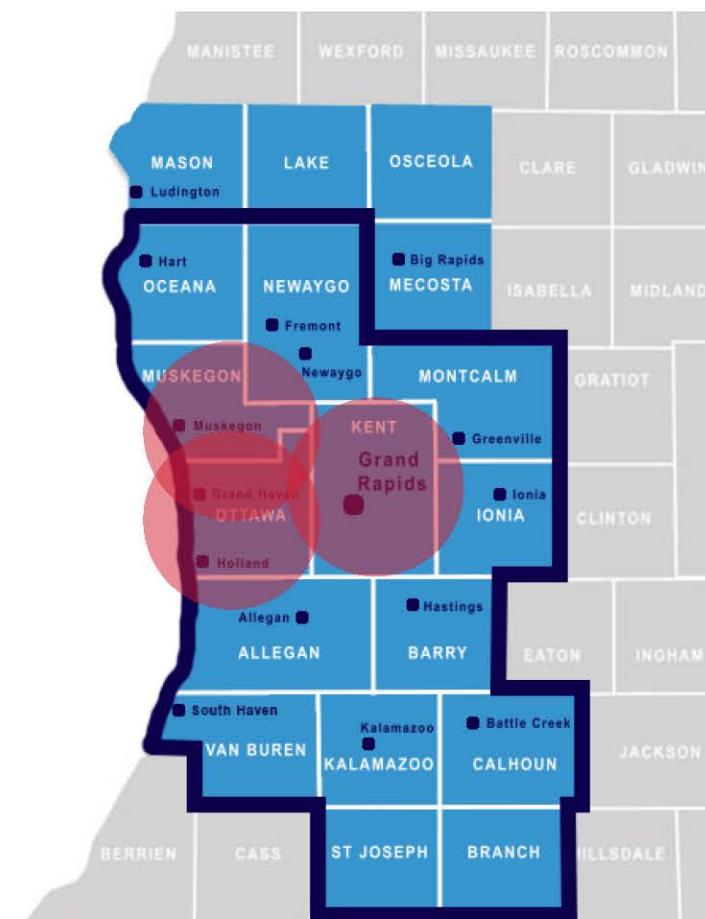 MANISTEE
WEXFORD
MISSAUKEE
ROSCOMMON
MASON
LAKE
OSCEOLA
CLARE
GLADWIN
Ludington
Hart
Big Rapids
OCEANA
NEWAYGO
MECOSTA
ISABELLA
MIDLAND
Fremont
Newaygo
MUSKEGON
MONTCALM
GRATIOT
Muskegon
KENT
Greenville
Grand
Rapids
Grand Haven
Ionia
OTTAWA
IONIA
CLINTON
Holland
Allegan
Hastings
ALLEGAN
BARRY
EATON
INGHAM
South Haven
Kalamazoo
Battle Creek
VAN BUREN
KALAMAZOO
CALHOUN
JACKSON
BERRIEN
CASS
ST JOSEPH
BRANCH
HILLSDALE